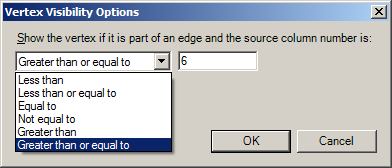 Vertex Visibility Options
Show the vertex if it is part of an edge and the source column number is:
Greater than or equal to 6
Less than
Less than or equal to
Equal to
Not equal to
Greater than
Greater than or equal to
OK Cancel